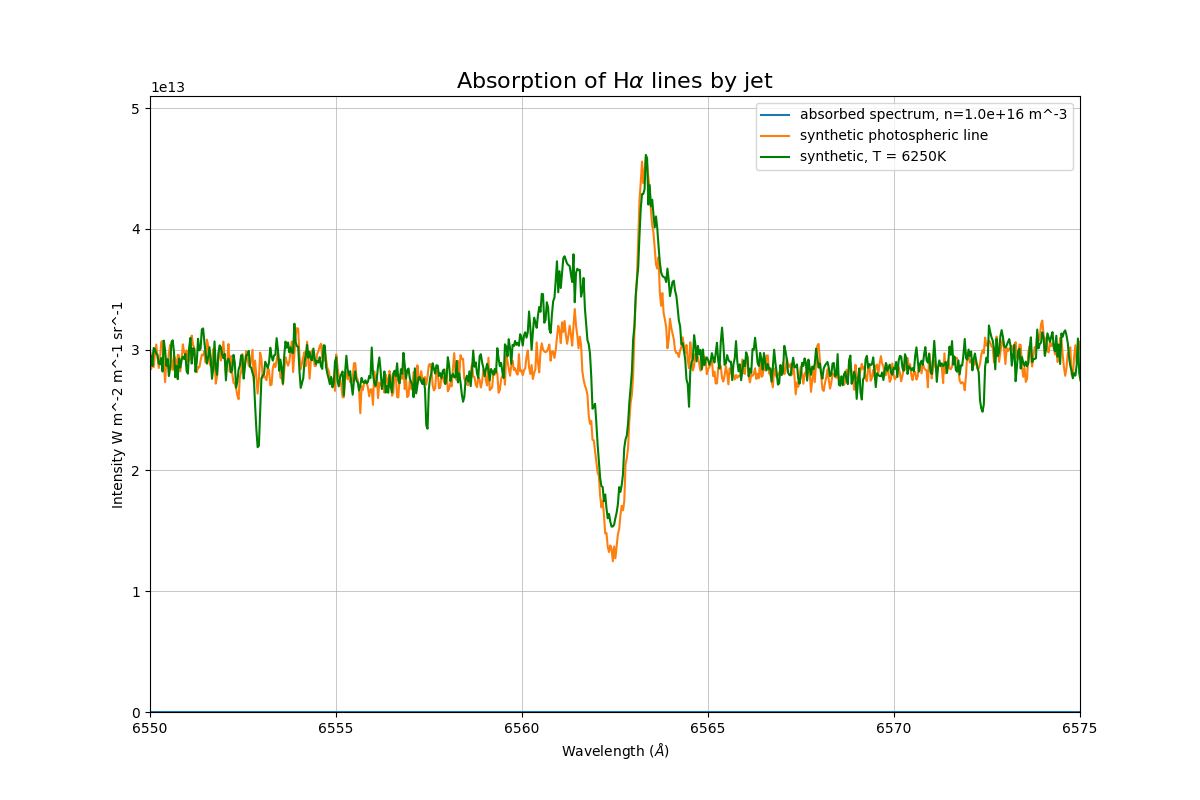 Absorption of Hα lines by jet
1e13
absorbed spectrum, n=1.0e+16 m^-3
synthetic photospheric line
synthetic, T = 6250K
5
4
3
2
1
0
Intensity W m^-2 m^-1 sr^-1
6550 6555 6560 6565 6570 6575
Wavelength (Å)